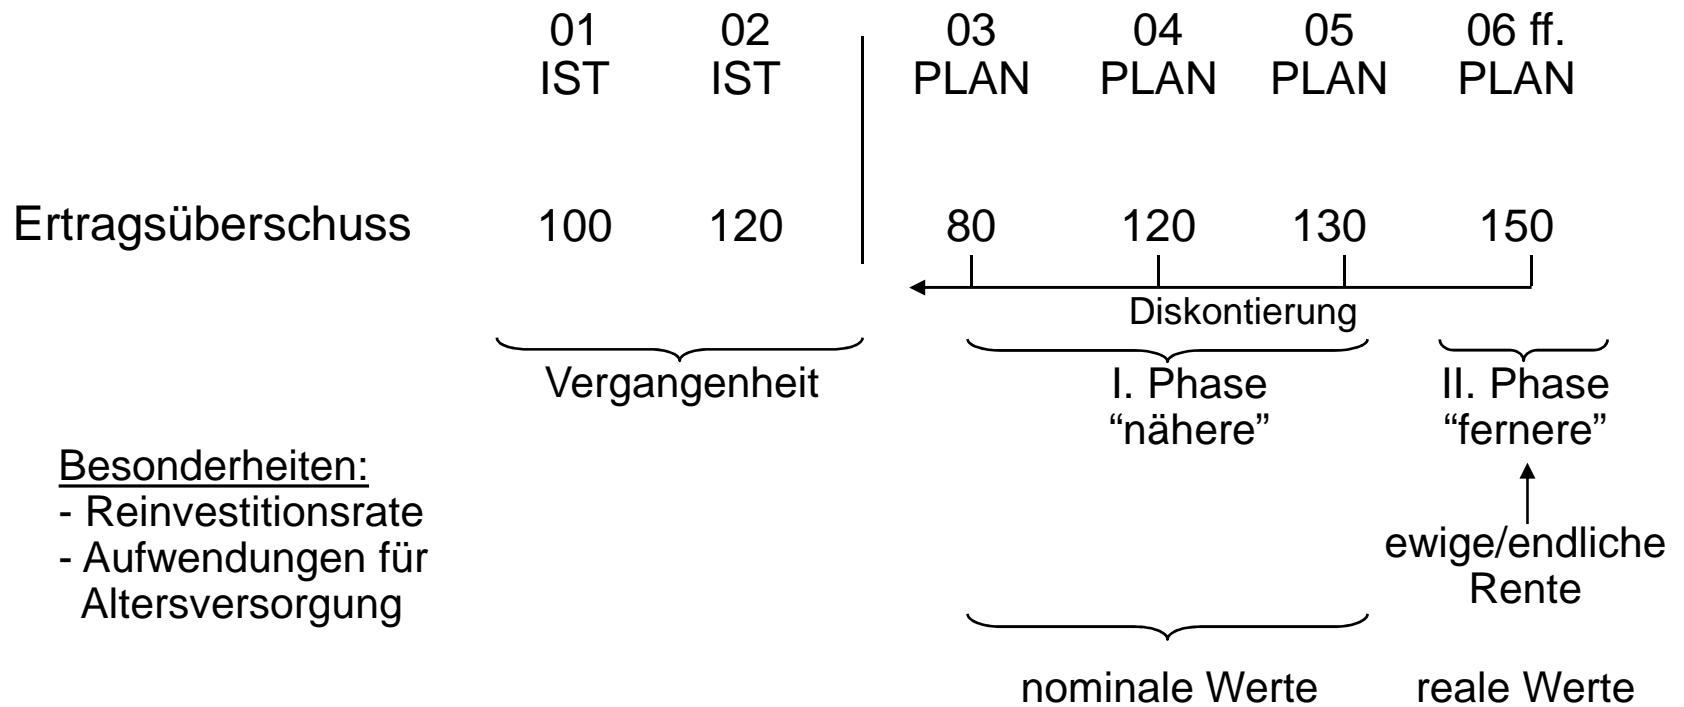 01 02 03 04 05 06 ff.
IST IST PLAN PLAN PLAN PLAN
Ertragsüberschuss 100 120 80 120 130 150
Diskontierung
Vergangenheit I. Phase II. Phase
“nähere” “fernere”
Besonderheiten:
- Reinvestitionsrate
- Aufwendungen für
Altersversorgung
ewige/endliche
Rente
nominale Werte reale Werte